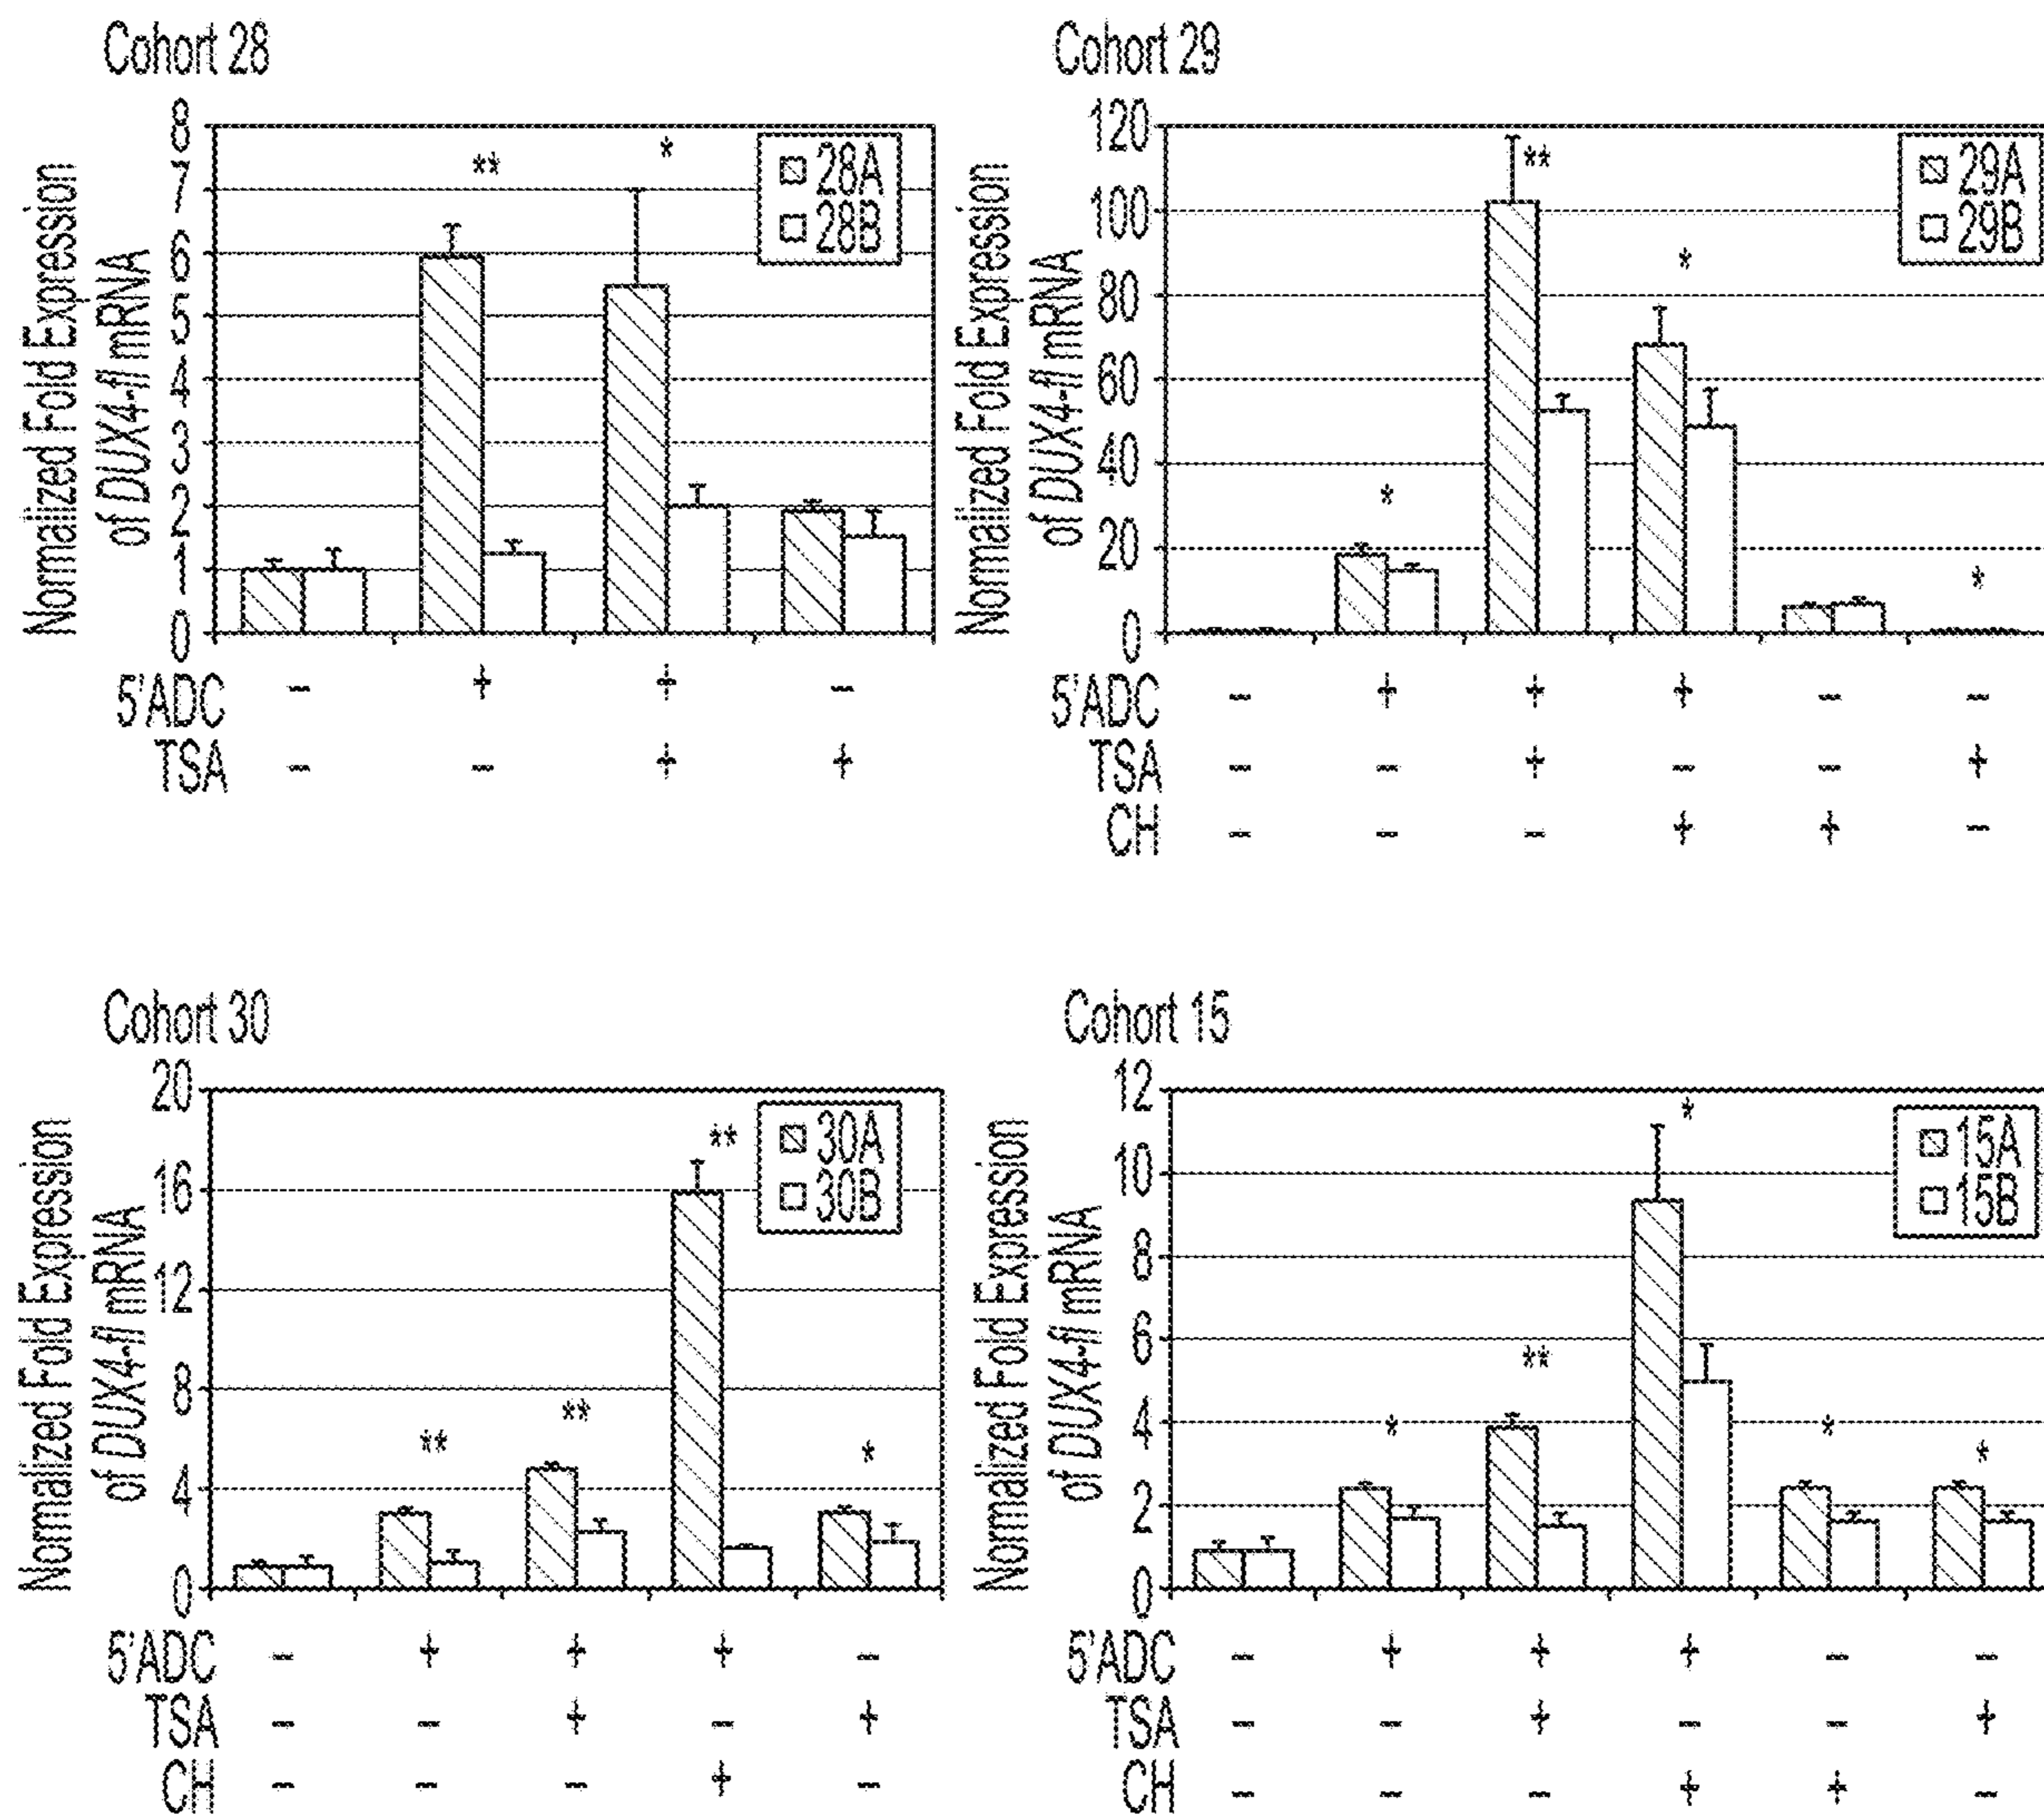 Cohort 28
Normalized Fold Expression
of DUX4-fl mRNA
8
7
6
5
4
3
2
1
0
** *
28A
28B
5'ADC - + + -
TSA - - + +
Cohort 29
Normalized Fold Expression
of DUX4-fl mRNA
120
100
80
60
40
20
0
* ** * *
29A
29B
5'ADC - + + + - -
TSA - - + - - +
CH - - - + + -
Cohort 30
Normalized Fold Expression
of DUX4-fl mRNA
20
16
12
8
4
0
** ** ** *
30A
30B
5'ADC - + + + -
TSA - - + - +
CH - - - + -
Cohort 15
Normalized Fold Expression
of DUX4-fl mRNA
12
10
8
6
4
2
0
* ** * * *
15A
15B
5'ADC - + + + - -
TSA - - + - - +
CH - - - + + -